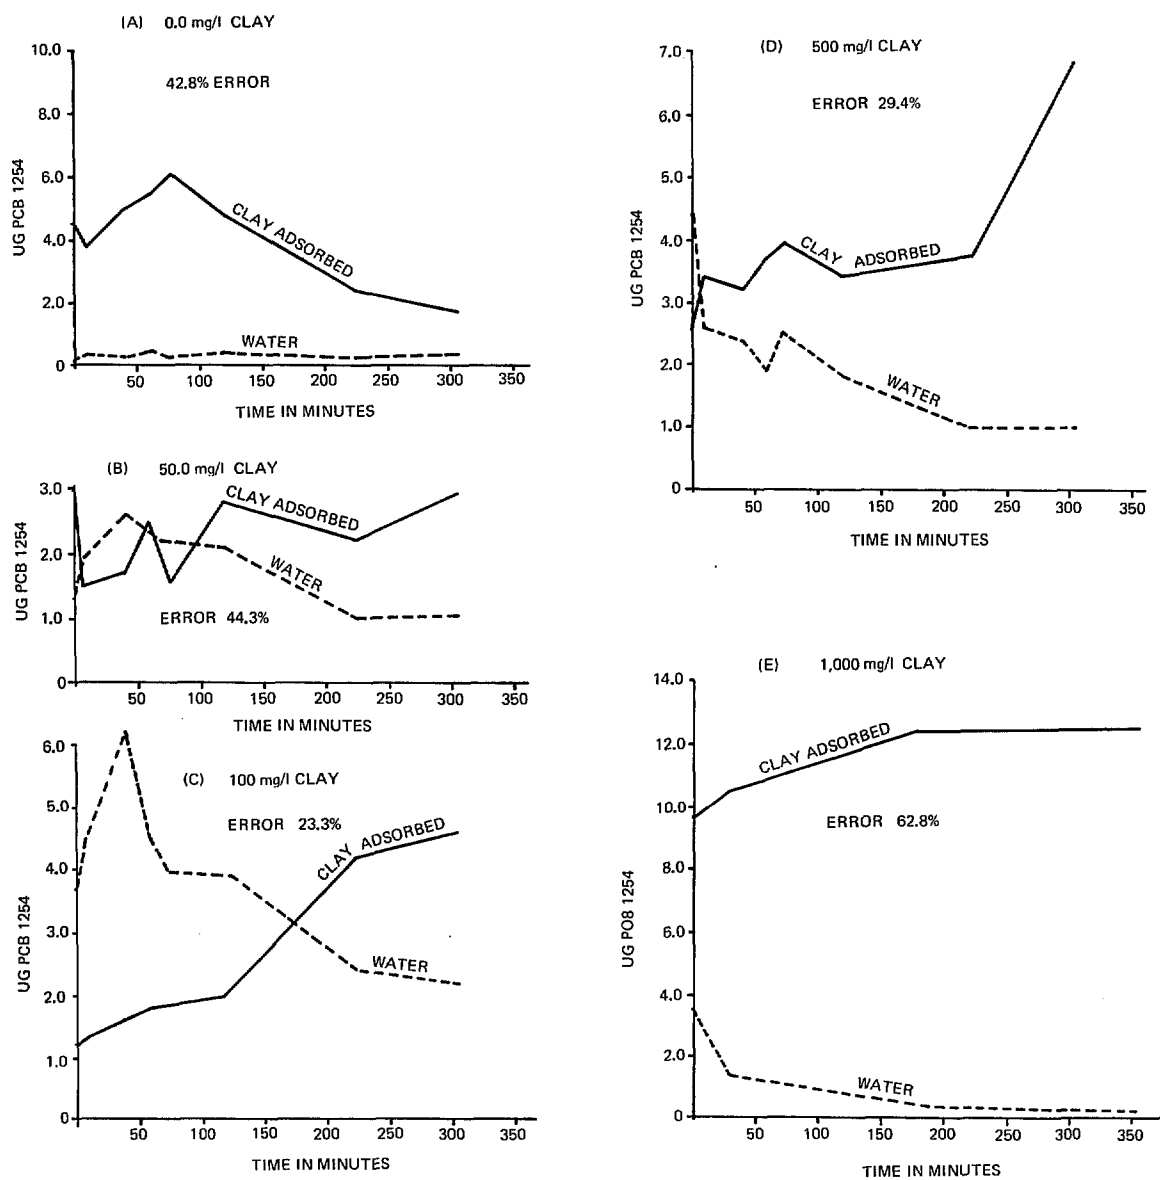 (A) 0.0 mg/l CLAY
10.0
42.8% ERROR
8.0
6.0
4.0
2.0
0
UG PCB 1254
CLAY ADSORBED
WATER
50 100 150 200 250 300 350
TIME IN MINUTES
(B) 50.0 mg/l CLAY
3.0
2.0
1.0
0
UG PCB 1254
CLAY ADSORBED
WATER
ERROR 44.3%
50 100 150 200 250 300 350
TIME IN MINUTES
6.0
(C) 100 mg/l CLAY
ERROR 23.3%
5.0
4.0
3.0
2.0
1.0
0
UG PCB 1254
CLAY ADSORBED
WATER
50 100 150 200 250 300 350
TIME IN MINUTES
(D) 500 mg/l CLAY
7.0
ERROR 29.4%
6.0
5.0
4.0
3.0
2.0
1.0
0
UG PCB 1254
CLAY ADSORBED
WATER
0 50 100 150 200 250 300 350
TIME IN MINUTES
(E) 1,000 mg/l CLAY
14.0
12.0
10.0
8.0
6.0
4.0
2.0
0
UG PO8 1254
CLAY ADSORBED
ERROR 62.8%
WATER
50 100 150 200 250 300 350
TIME IN MINUTES